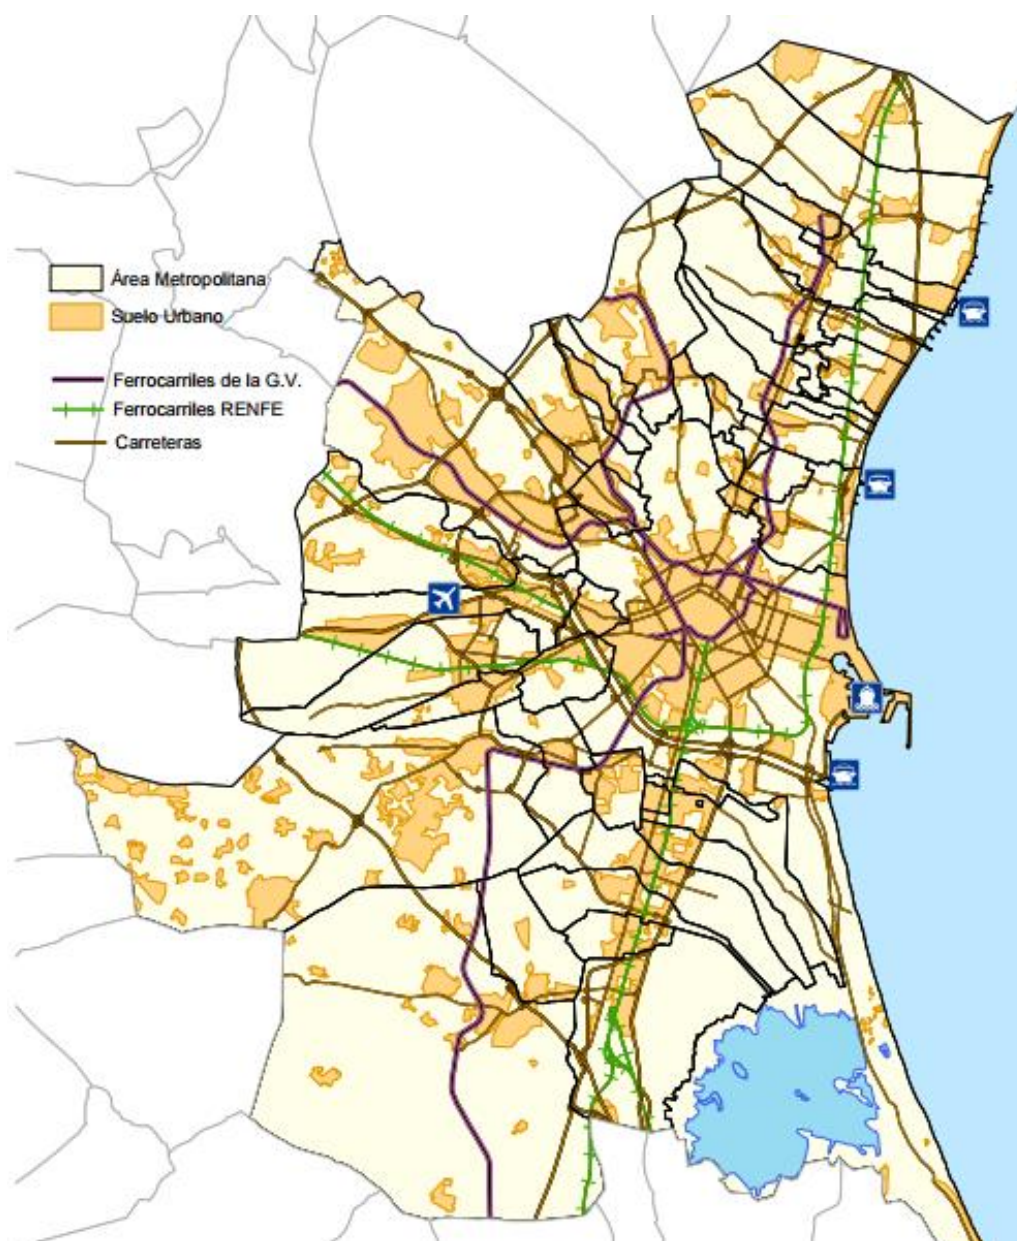 Área Metropolitana
Suelo Urbano
Ferrocarriles de la G.V.
Ferrocarriles RENFE
Carreteras